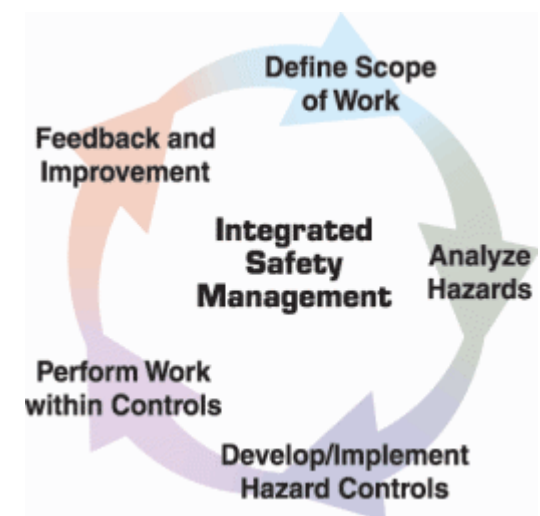 Define Scope
of Work
Feedback and
Improvement
Integrated
Safety
Management
Analyze
Hazards
Perform Work
within Controls
Develop/Implement
Hazard Controls